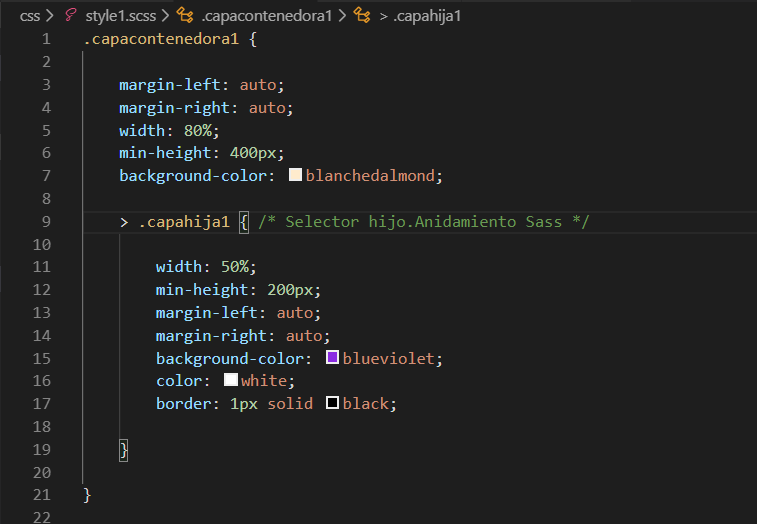 css > style1.scss > .capacontenedora1 > > .capahija1
1 .capacontenedora1 {
2
3 margin-left: auto;
4 margin-right: auto;
5 width: 80%;
6 min-height: 400px;
7 background-color: blanchedalmond;
8
9 > .capahija1 { /* Selector hijo.Anidamiento Sass */
10
11 width: 50%;
12 min-height: 200px;
13 margin-left: auto;
14 margin-right: auto;
15 background-color: blueviolet;
16 color: white;
17 border: 1px solid black;
18
19 }
20
21 }
22